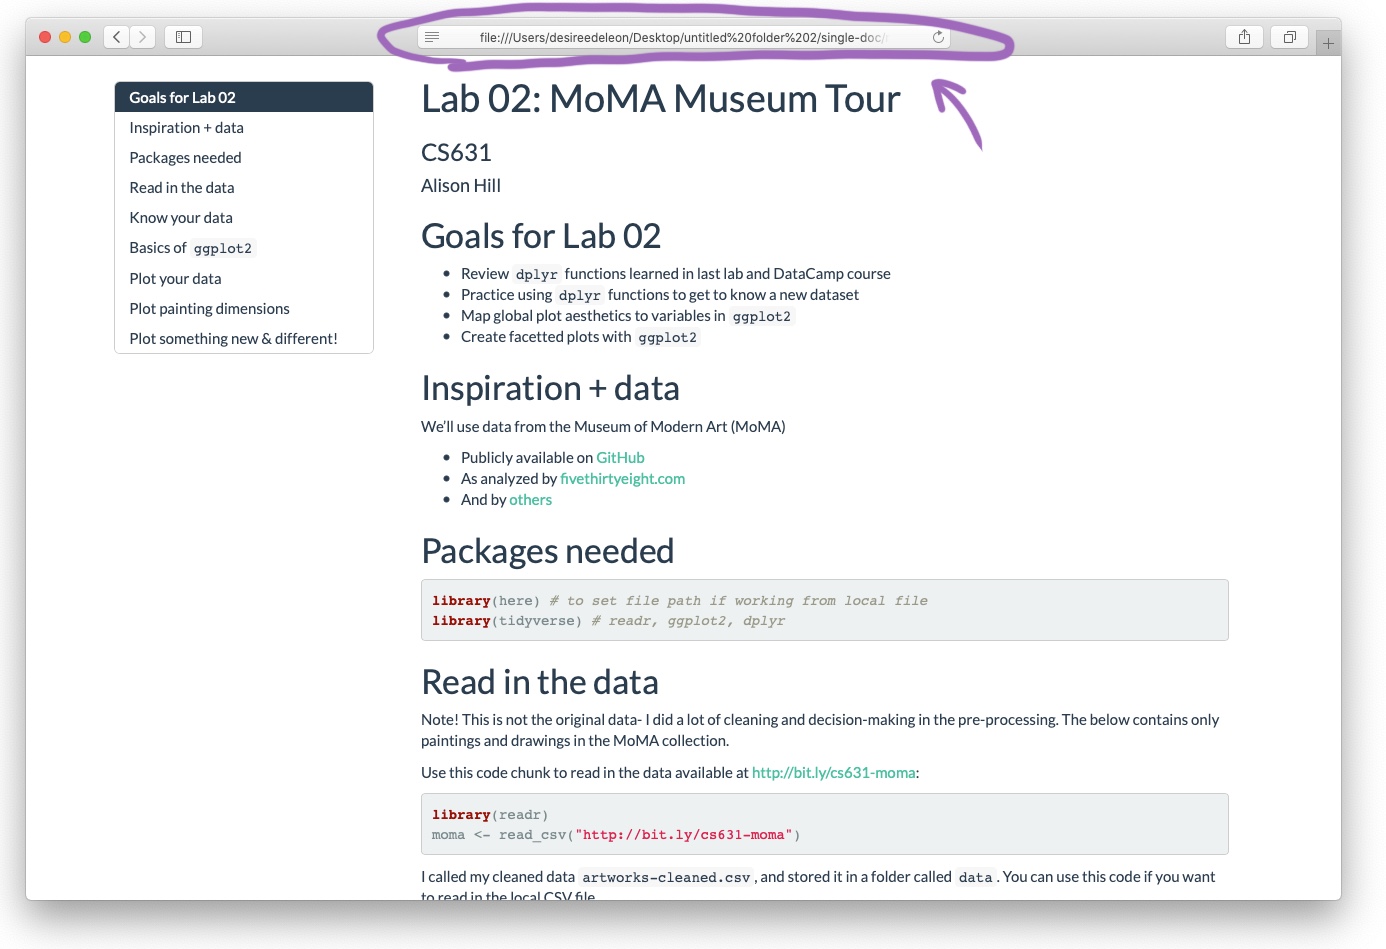 file:///Users/desireedeleon/Desktop/untitled%20folder%202/single-doc/
Goals for Lab 02
Inspiration + data
Packages needed
Read in the data
Know your data
Basics of ggplot2
Plot your data
Plot painting dimensions
Plot something new & different!
Lab 02: MoMA Museum Tour
CS631
Alison Hill
Goals for Lab 02
Review dplyr functions learned in last lab and DataCamp course
Practice using dplyr functions to get to know a new dataset
Map global plot aesthetics to variables in ggplot2
Create facetted plots with ggplot2
Inspiration + data
We'll use data from the Museum of Modern Art (MoMA)
Publicly available on GitHub
As analyzed by fivethirtyeight.com
And by others
Packages needed
library(here) # to set file path if working from local file
library(tidyverse) # readr, ggplot2, dplyr
Read in the data
Note! This is not the original data- I did a lot of cleaning and decision-making in the pre-processing. The below contains only
paintings and drawings in the MoMA collection.
Use this code chunk to read in the data available at http://bit.ly/cs631-moma:
library(readr)
moma <- read_csv("http://bit.ly/cs631-moma")
I called my cleaned data artworks-cleaned.csv, and stored it in a folder called data. You can use this code if you want
to read in the local CSV file